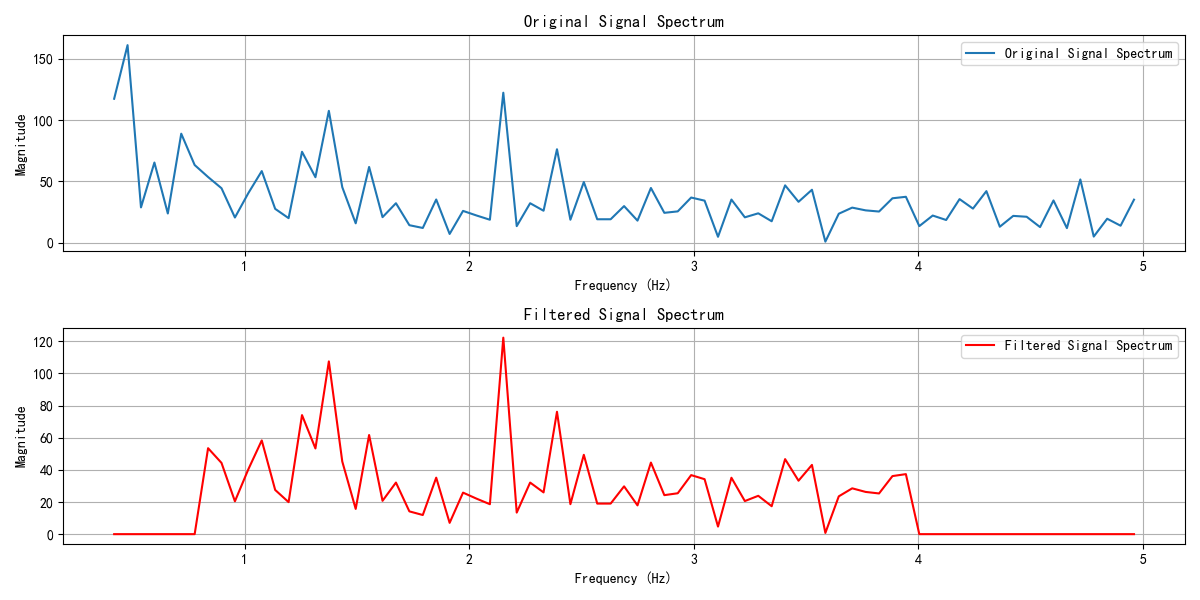 Original Signal Spectrum
Original Signal Spectrum
Magnitude
150
100
50
0
1 2 3 4 5
Frequency (Hz)
Filtered Signal Spectrum
Filtered Signal Spectrum
Magnitude
120
100
80
60
40
20
0
1 2 3 4 5
Frequency (Hz)